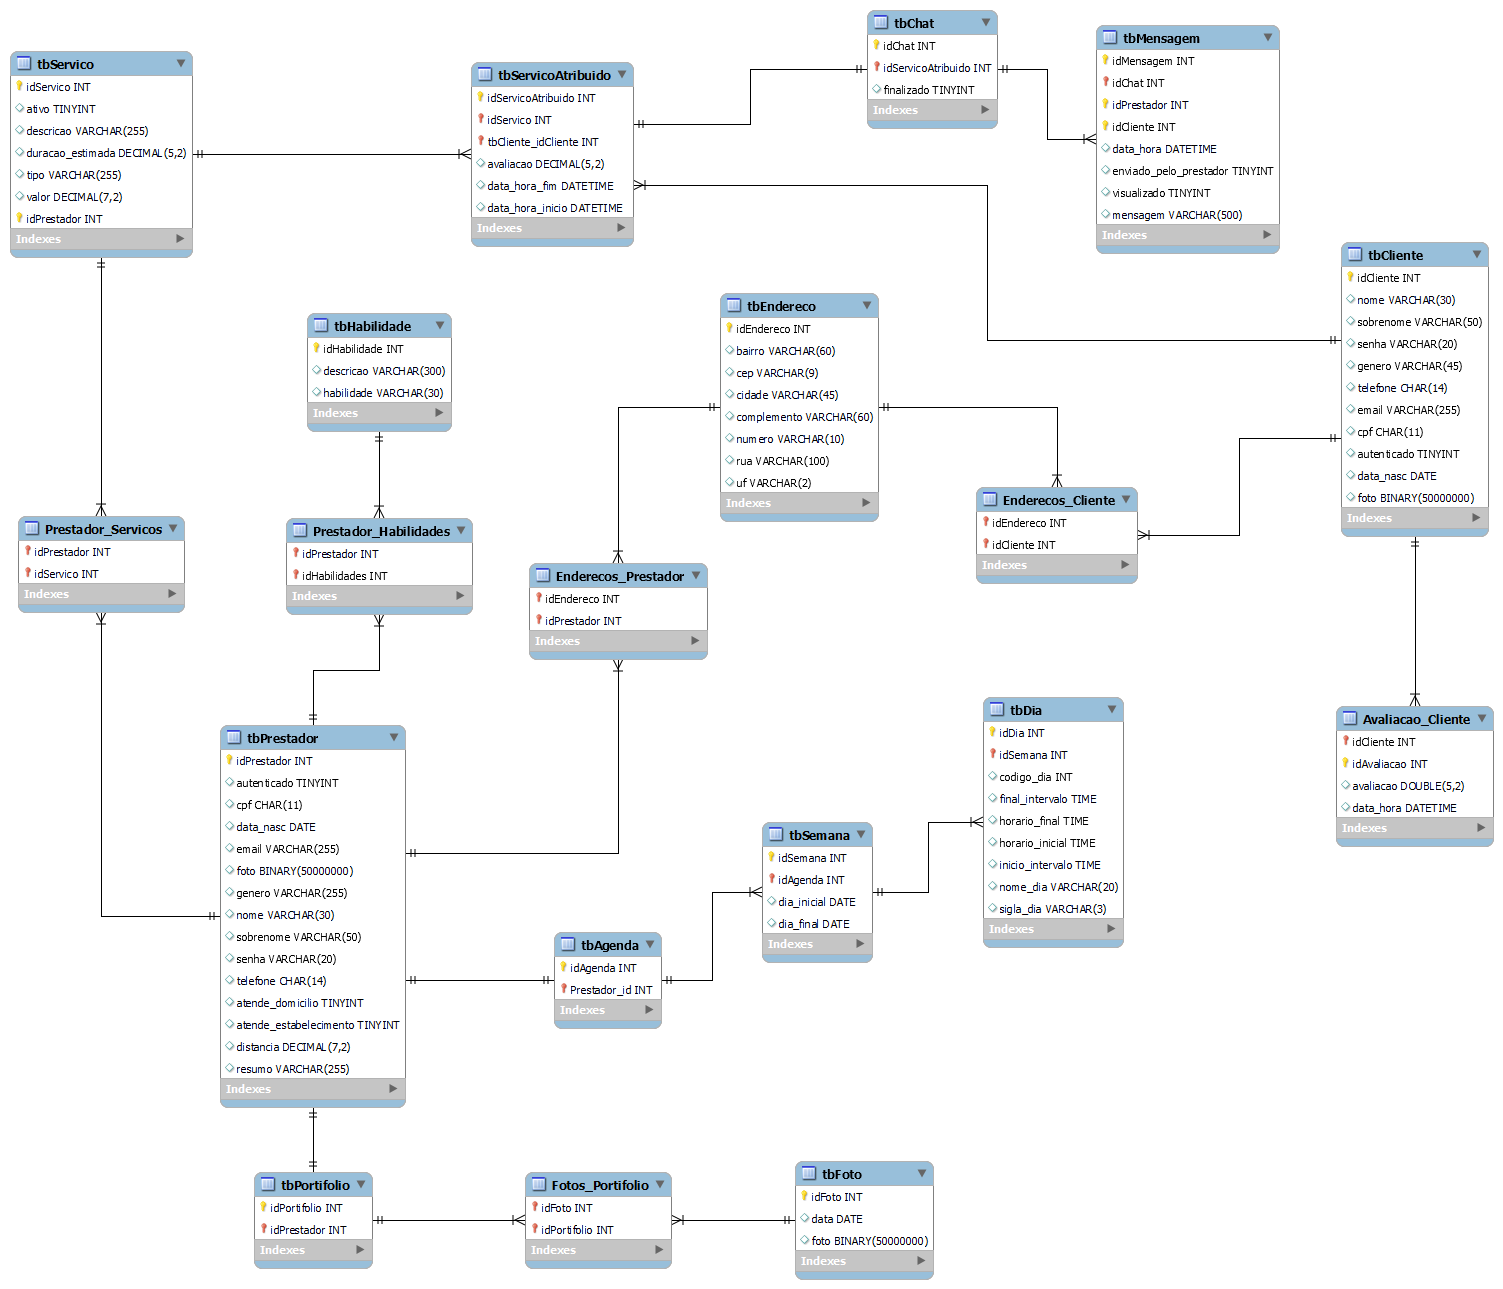 tbServico
idServico INT
ativo TINYINT
descricao VARCHAR(255)
duracao_estimada DECIMAL(5,2)
tipo VARCHAR(255)
valor DECIMAL(7,2)
idPrestador INT
Indexes
tbServicoAtribuido
idServicoAtribuido INT
idServico INT
tbCliente_idCliente INT
avaliacao DECIMAL(5,2)
data_hora_fim DATETIME
data_hora_inicio DATETIME
Indexes
tbChat
idChat INT
idServicoAtribuido INT
finalizado TINYINT
Indexes
tbMensagem
idMensagem INT
idChat INT
idPrestador INT
idCliente INT
data_hora DATETIME
enviado_pelo_prestador TINYINT
visualizado TINYINT
mensagem VARCHAR(500)
Indexes
tbCliente
idCliente INT
nome VARCHAR(30)
sobrenome VARCHAR(50)
senha VARCHAR(20)
genero VARCHAR(45)
telefone CHAR(14)
email VARCHAR(255)
cpf CHAR(11)
autenticado TINYINT
data_nasc DATE
foto BINARY(50000000)
Indexes
tbHabilidade
idHabilidade INT
descricao VARCHAR(300)
habilidade VARCHAR(30)
Indexes
tbEndereco
idEndereco INT
bairro VARCHAR(60)
cep VARCHAR(9)
cidade VARCHAR(45)
complemento VARCHAR(60)
numero VARCHAR(10)
rua VARCHAR(100)
uf VARCHAR(2)
Indexes
Enderecos_Cliente
idEndereco INT
idCliente INT
Indexes
Prestador_Servicos
idPrestador INT
idServico INT
Indexes
Prestador_Habilidades
idPrestador INT
idHabilidades INT
Indexes
Enderecos_Prestador
idEndereco INT
idPrestador INT
Indexes
tbPrestador
idPrestador INT
autenticado TINYINT
cpf CHAR(11)
data_nasc DATE
email VARCHAR(255)
foto BINARY(50000000)
genero VARCHAR(255)
nome VARCHAR(30)
sobrenome VARCHAR(50)
senha VARCHAR(20)
telefone CHAR(14)
atende_domicilio TINYINT
atende_estabelecimento TINYINT
distancia DECIMAL(7,2)
resumo VARCHAR(255)
Indexes
tbAgenda
idAgenda INT
Prestador_id INT
Indexes
tbSemana
idSemana INT
idAgenda INT
dia_inicial DATE
dia_final DATE
Indexes
tbDia
idDia INT
idSemana INT
codigo_dia INT
final_intervalo TIME
horario_final TIME
horario_inicial TIME
inicio_intervalo TIME
nome_dia VARCHAR(20)
sigla_dia VARCHAR(3)
Indexes
Avaliacao_Cliente
idCliente INT
idAvaliacao INT
avaliacao DOUBLE(5,2)
data_hora DATETIME
Indexes
tbPortifolio
idPortifolio INT
idPrestador INT
Indexes
Fotos_Portifolio
idFoto INT
idPortifolio INT
Indexes
tbFoto
idFoto INT
data DATE
foto BINARY(50000000)
Indexes